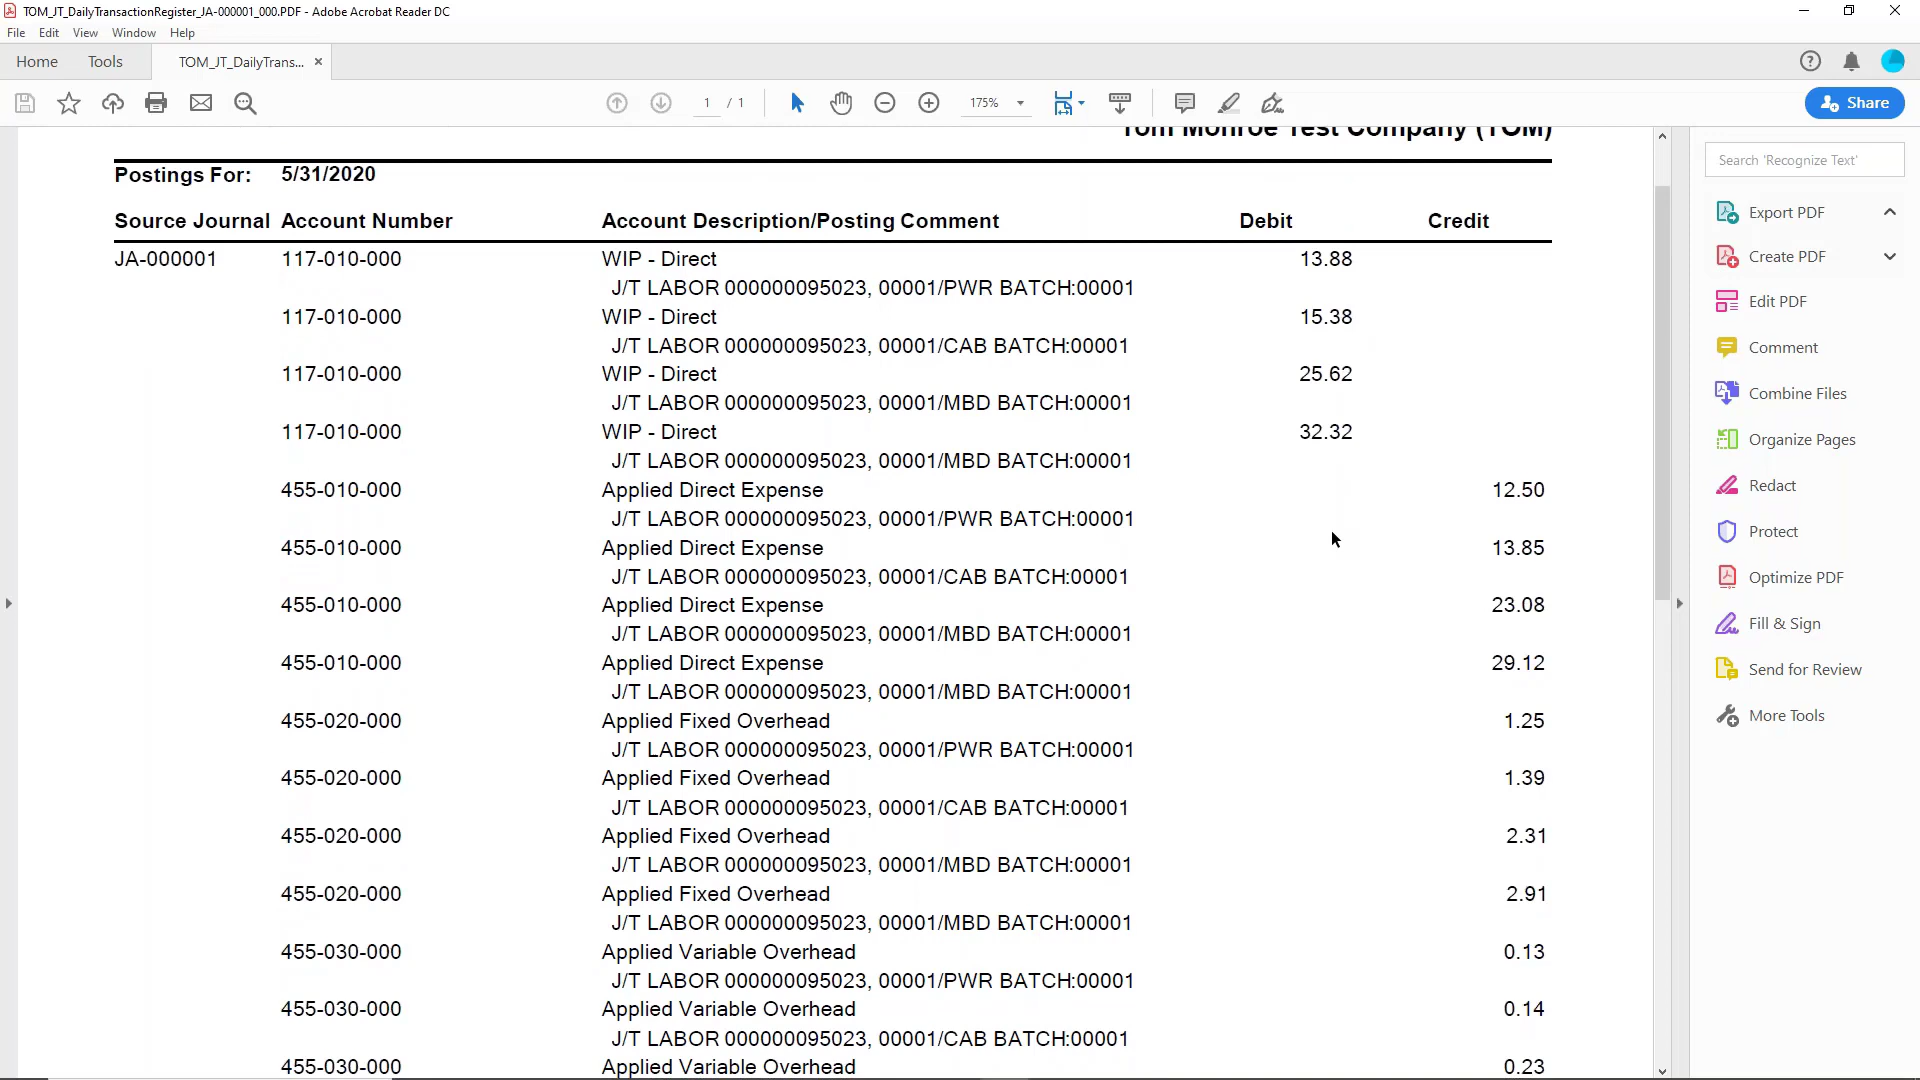 TOM_JT_DailyTransactionRegister_JA-000001_000.PDF - Adobe Acrobat Reader DC
File Edit View Window Help
Home Tools TOM_JT_DailyTrans... ×
1 / 1 175% Share
Tom Monroe Test Company (TOM)
Postings For: 5/31/2020
Source Journal Account Number Account Description/Posting Comment Debit Credit
JA-000001 117-010-000 WIP - Direct 13.88
J/T LABOR 000000095023, 00001/PWR BATCH:00001
117-010-000 WIP - Direct 15.38
J/T LABOR 000000095023, 00001/CAB BATCH:00001
117-010-000 WIP - Direct 25.62
J/T LABOR 000000095023, 00001/MBD BATCH:00001
117-010-000 WIP - Direct 32.32
J/T LABOR 000000095023, 00001/MBD BATCH:00001
455-010-000 Applied Direct Expense 12.50
J/T LABOR 000000095023, 00001/PWR BATCH:00001
455-010-000 Applied Direct Expense 13.85
J/T LABOR 000000095023, 00001/CAB BATCH:00001
455-010-000 Applied Direct Expense 23.08
J/T LABOR 000000095023, 00001/MBD BATCH:00001
455-010-000 Applied Direct Expense 29.12
J/T LABOR 000000095023, 00001/MBD BATCH:00001
455-020-000 Applied Fixed Overhead 1.25
J/T LABOR 000000095023, 00001/PWR BATCH:00001
455-020-000 Applied Fixed Overhead 1.39
J/T LABOR 000000095023, 00001/CAB BATCH:00001
455-020-000 Applied Fixed Overhead 2.31
J/T LABOR 000000095023, 00001/MBD BATCH:00001
455-020-000 Applied Fixed Overhead 2.91
J/T LABOR 000000095023, 00001/MBD BATCH:00001
455-030-000 Applied Variable Overhead 0.13
J/T LABOR 000000095023, 00001/PWR BATCH:00001
455-030-000 Applied Variable Overhead 0.14
J/T LABOR 000000095023, 00001/CAB BATCH:00001
455-030-000 Applied Variable Overhead 0.23
Search 'Recognize Text'
Export PDF
Create PDF
Edit PDF
Comment
Combine Files
Organize Pages
Redact
Protect
Optimize PDF
Fill & Sign
Send for Review
More Tools